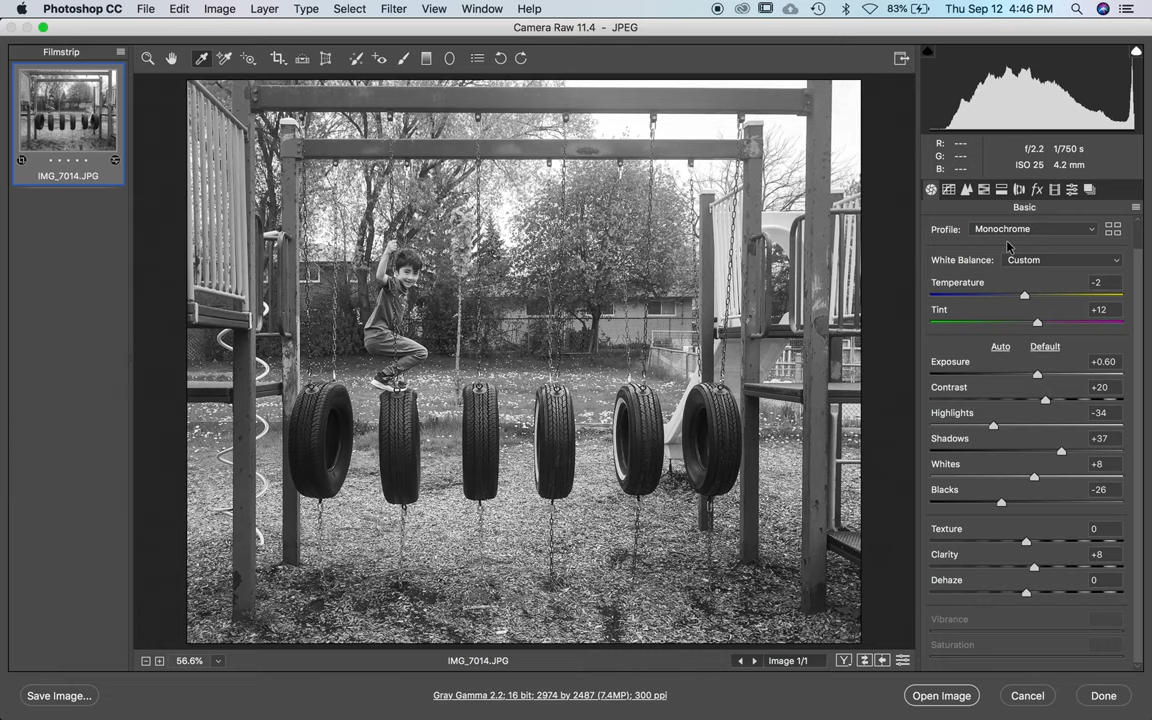 Photoshop CC File Edit Image Layer Type Select Filter View Window Help 83% Thu Sep 12 4:46 PM
Camera Raw 11.4 - JPEG
Filmstrip
IMG_7014.JPG
R: ---
G: ---
B: ---
f/2.2 1/750 s
ISO 25 4.2 mm
fx
Basic
Profile: Monochrome
White Balance: Custom
Temperature -2
Tint +12
Auto Default
Exposure +0.60
Contrast +20
Highlights -34
Shadows +37
Whites +8
Blacks -26
Texture 0
Clarity +8
Dehaze 0
Vibrance
Saturation
56.6% IMG_7014.JPG Image 1/1 Y
Save Image... Gray Gamma 2.2; 16 bit; 2974 by 2487 (7.4MP); 300 ppi Open Image Cancel Done